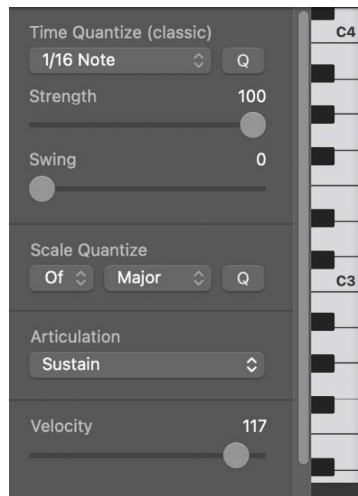 Time Quantize (classic)
1/16 Note Q
Strength 100
Swing 0
Scale Quantize
Of Major Q
Articulation
Sustain
Velocity 117
C4
C3